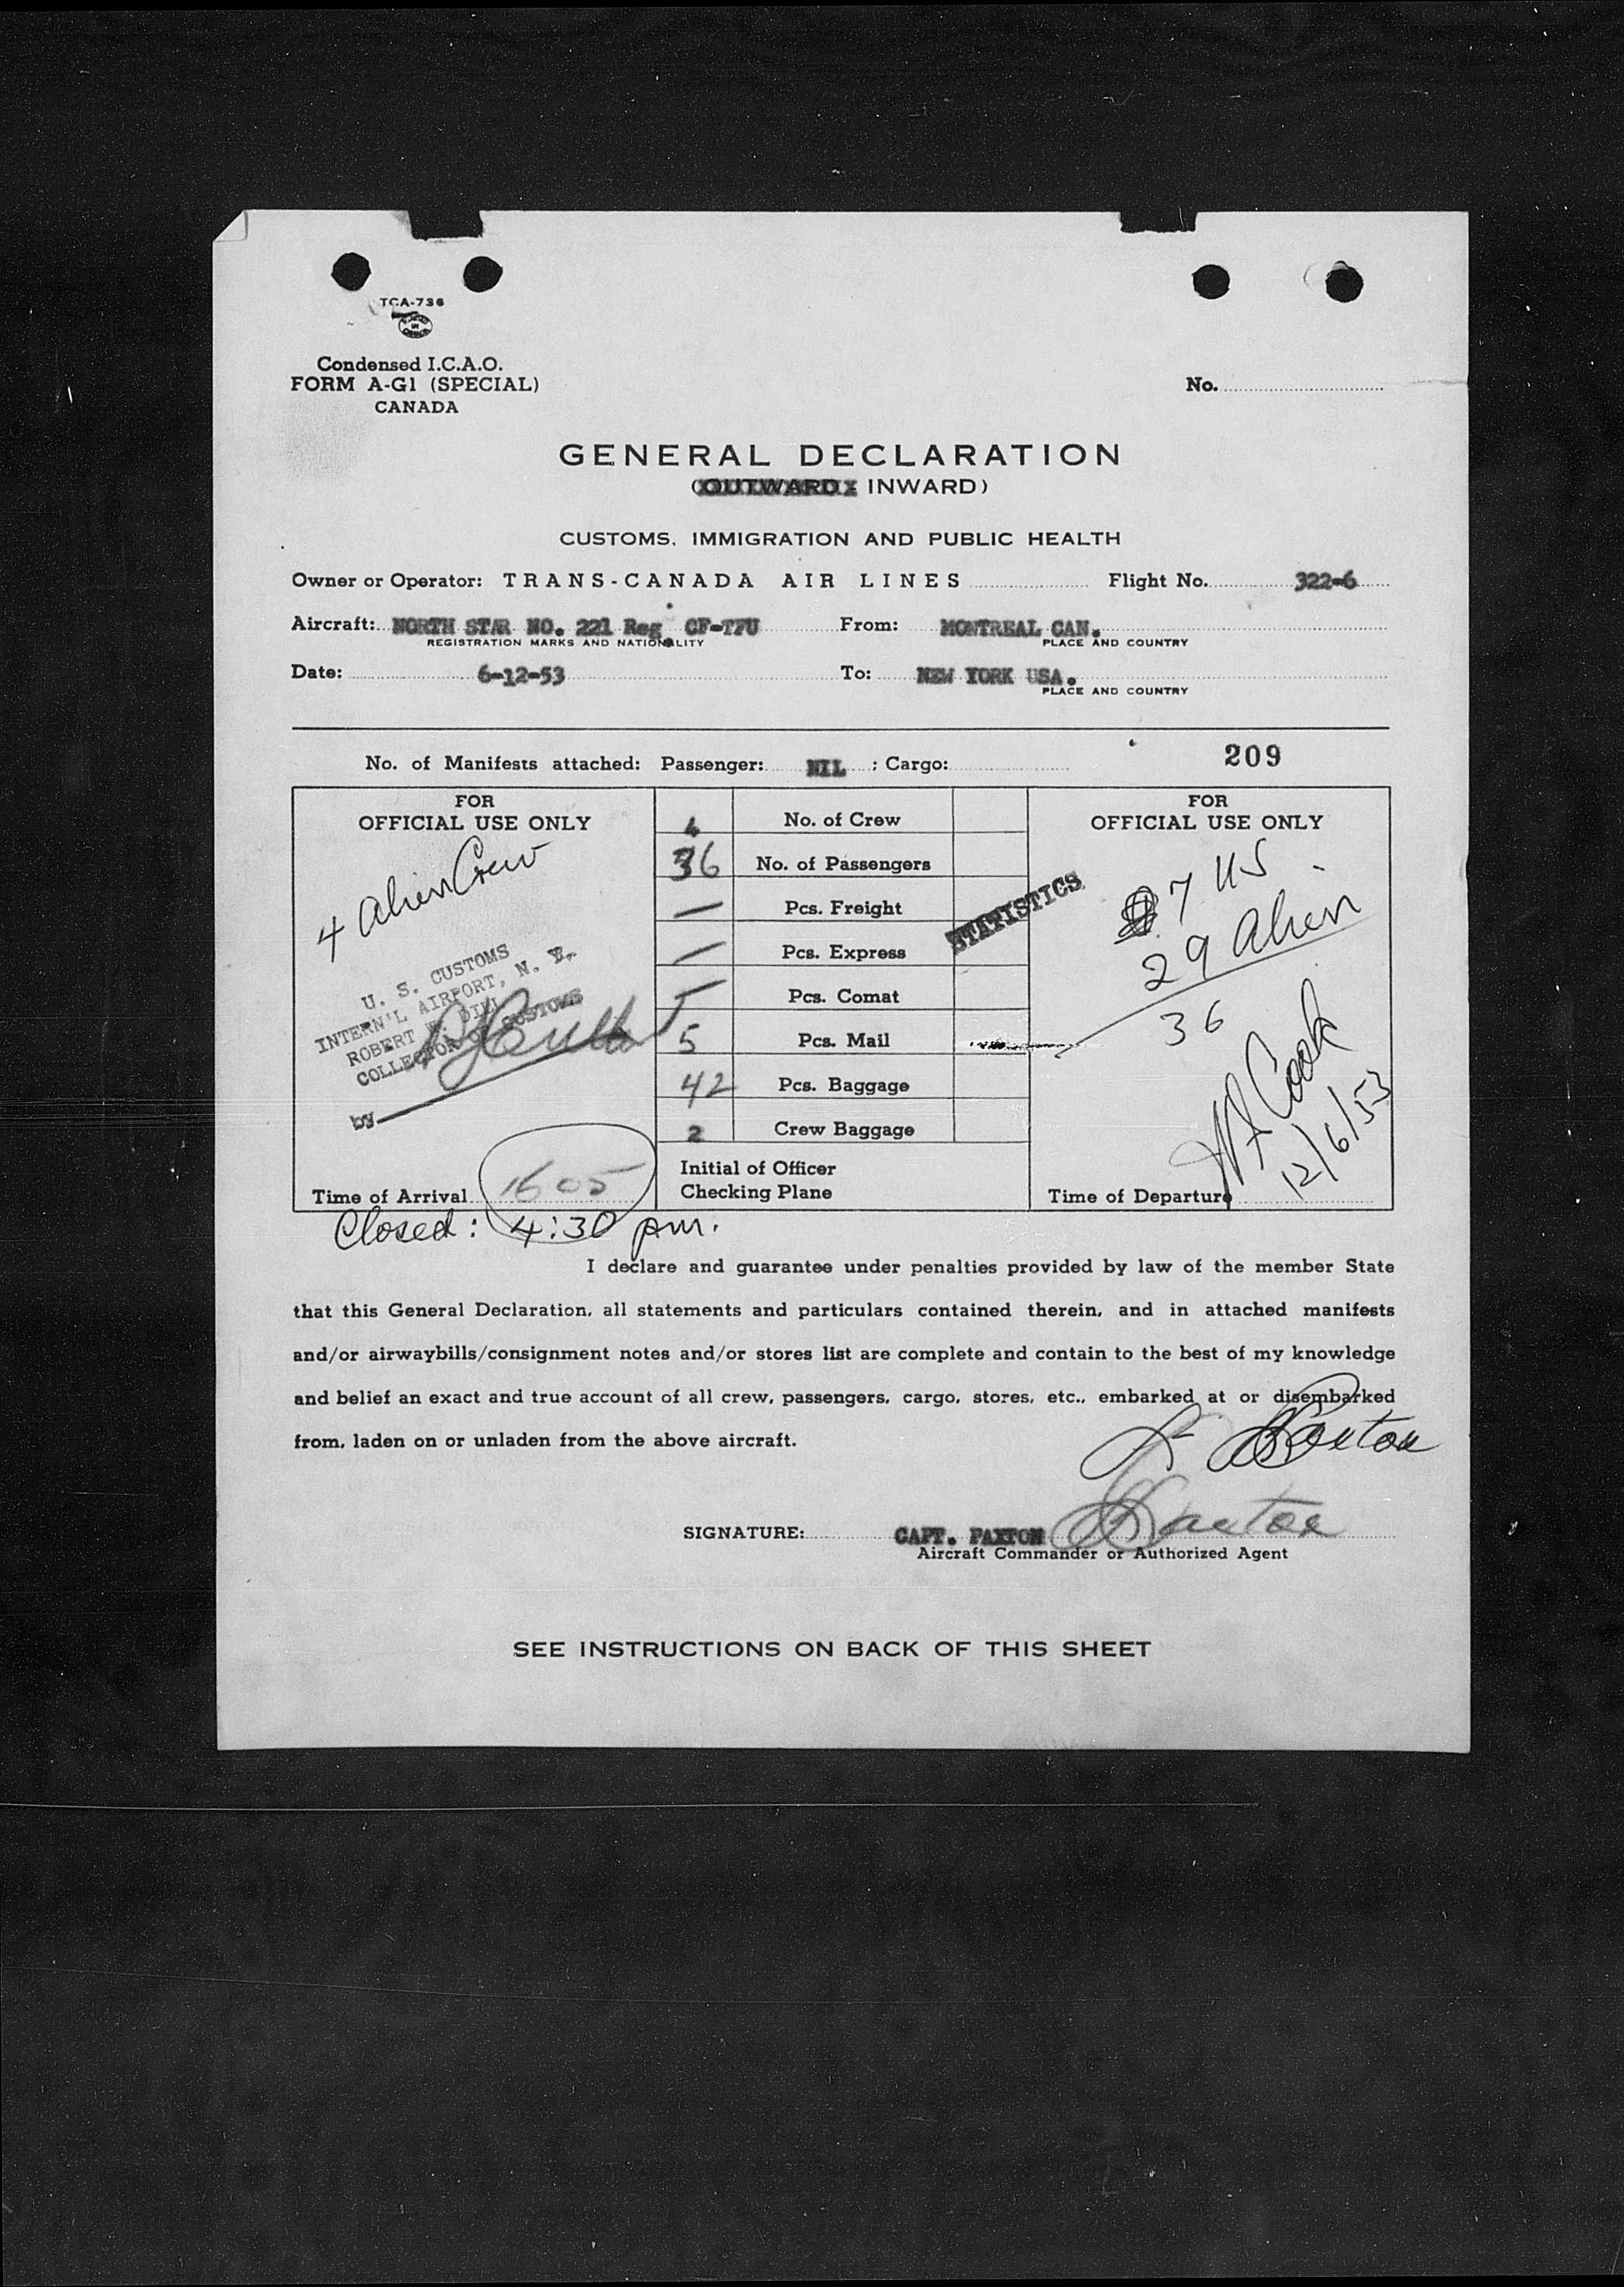 TCA-736
Condensed I.C.A.O.
FORM A-G1 (SPECIAL)
CANADA
No.
GENERAL DECLARATION
(OUTWARD INWARD)
CUSTOMS, IMMIGRATION AND PUBLIC HEALTH
Owner or Operator: TRANS-CANADA AIR LINES Flight No. 322-6
Aircraft: NORTH STAR NO. 221 Reg CF-TFU From: MONTREAL CAN.
REGISTRATION MARKS AND NATIONALITY PLACE AND COUNTRY
Date: 6-12-53 To: NEW YORK USA.
PLACE AND COUNTRY
No. of Manifests attached: Passenger: NIL : Cargo: 209
FOR
OFFICIAL USE ONLY
4 Alien Crew
U. S. CUSTOMS
INTERN'L AIRPORT, N. Y.
ROBERT W. DILL
COLLECTOR OF CUSTOMS
by
Time of Arrival 1605
4 No. of Crew
36 No. of Passengers
— Pcs. Freight
— Pcs. Express
— Pcs. Comat
5 Pcs. Mail
42 Pcs. Baggage
2 Crew Baggage
Initial of Officer
Checking Plane
STATISTICS
FOR
OFFICIAL USE ONLY
7 US
29 Alien
36
Cook
12/6/53
Time of Departure
Closed: 4:30 pm.
I declare and guarantee under penalties provided by law of the member State
that this General Declaration, all statements and particulars contained therein, and in attached manifests
and/or airwaybills/consignment notes and/or stores list are complete and contain to the best of my knowledge
and belief an exact and true account of all crew, passengers, cargo, stores, etc., embarked at or disembarked
from, laden on or unladen from the above aircraft.
SIGNATURE: CAPT. PAXTON
Aircraft Commander or Authorized Agent
SEE INSTRUCTIONS ON BACK OF THIS SHEET